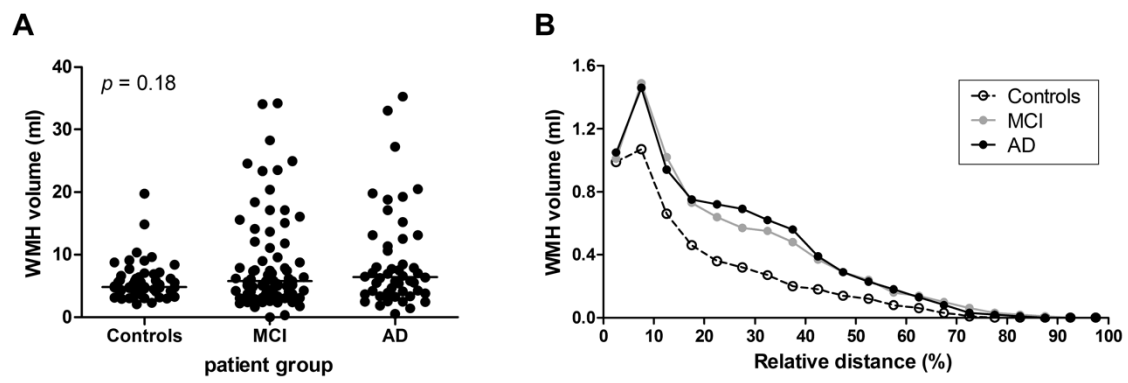 A
WMH volume (ml)
40
30
20
10
0
p = 0.18
Controls MCI AD
patient group
B
WMH volume (ml)
1.6
1.2
0.8
0.4
0.0
Controls
MCI
AD
0 10 20 30 40 50 60 70 80 90 100
Relative distance (%)